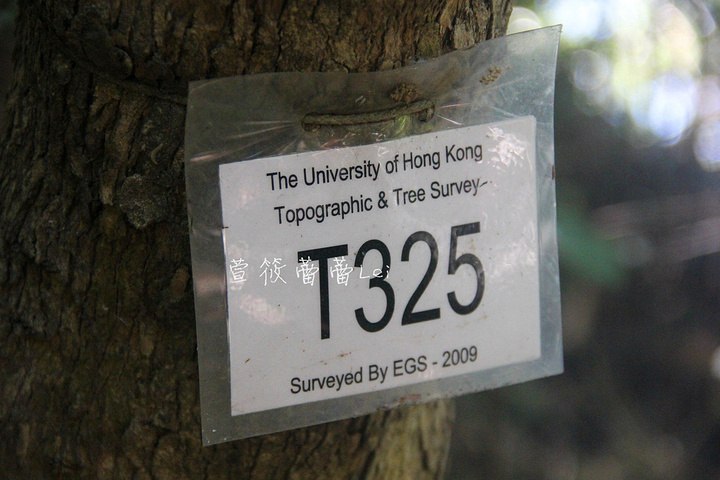 The University of Hong Kong
Topographic & Tree Survey
T325
萱筱蕾蕾Lej
Surveyed By EGS - 2009